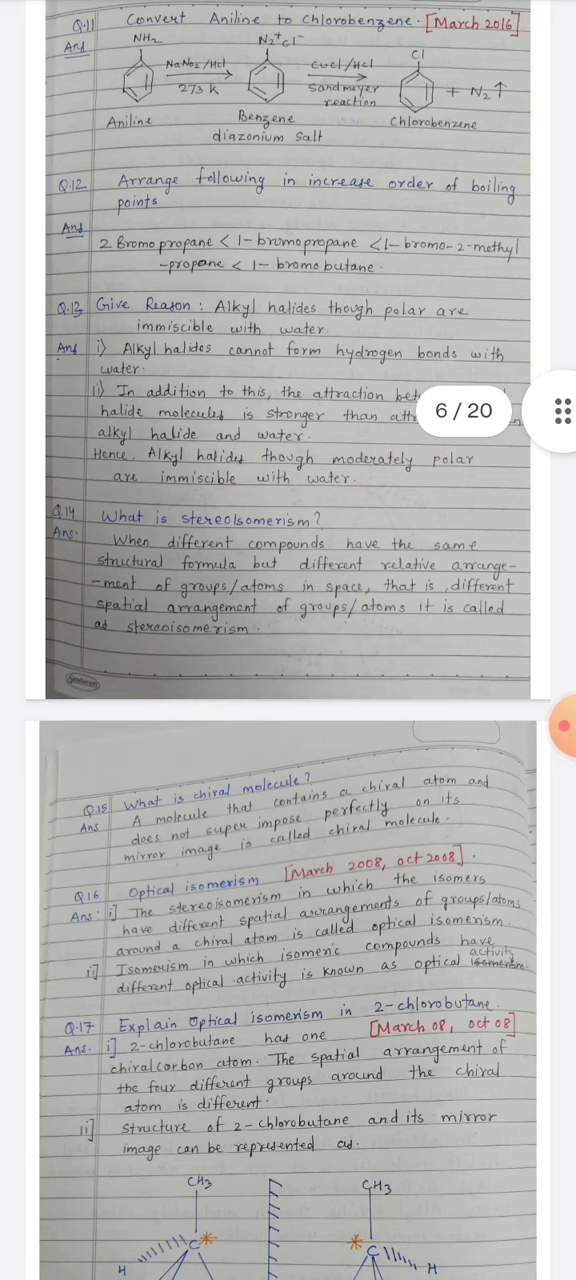 Q.11 Convert Aniline to Chlorobenzene. [March 2016]
Ans
NH₂ N₂⁺Cl⁻ Cl
NaNo₂/Hcl cucl/Hcl
273 K Sandmeyer + N₂↑
reaction
Aniline Benzene Chlorobenzene
diazonium salt
Q.12 Arrange following in increase order of boiling
points
Ans
2 Bromo propane < 1-bromopropane < 1-bromo-2-methyl
-propane < 1-bromo butane.
Q.13 Give Reason: Alkyl halides though polar are
immiscible with water.
Ans i) Alkyl halides cannot form hydrogen bonds with
water.
ii) In addition to this, the attraction
halide molecules is stronger than
6 / 20
alkyl halide and water.
Hence, Alkyl halides though moderately polar
are immiscible with water.
Q.14 What is stereoIsomerism?
Ans. When different compounds have the same
structural formula but different relative arrange-
-ment of groups/atoms in space, that is, different
spatial arrangement of groups/atoms it is called
as stereoisomerism.
Q.15 What is chiral molecule?
Ans A molecule that contains a chiral atom and
does not super impose perfectly on its
mirror image is called chiral molecule.
Q.16 Optical isomerism [March 2008, oct 2008].
Ans: i] The stereoisomerism in which the isomers
have different spatial arrangements of groups/atoms
around a chiral atom is called optical isomerism
ii] Isomerism in which isomeric compounds have
different optical activity is known as optical activity
Q.17 Explain Optical isomerism in 2-chlorobutane.
[March 08, oct 08]
Ans. i] 2-chlorobutane has one
chiral carbon atom. The spatial arrangement of
the four different groups around the chiral
atom is different.
ii] structure of 2-chlorobutane and its mirror
image can be represented as.
CH₃ CH₃
C* *C
H H